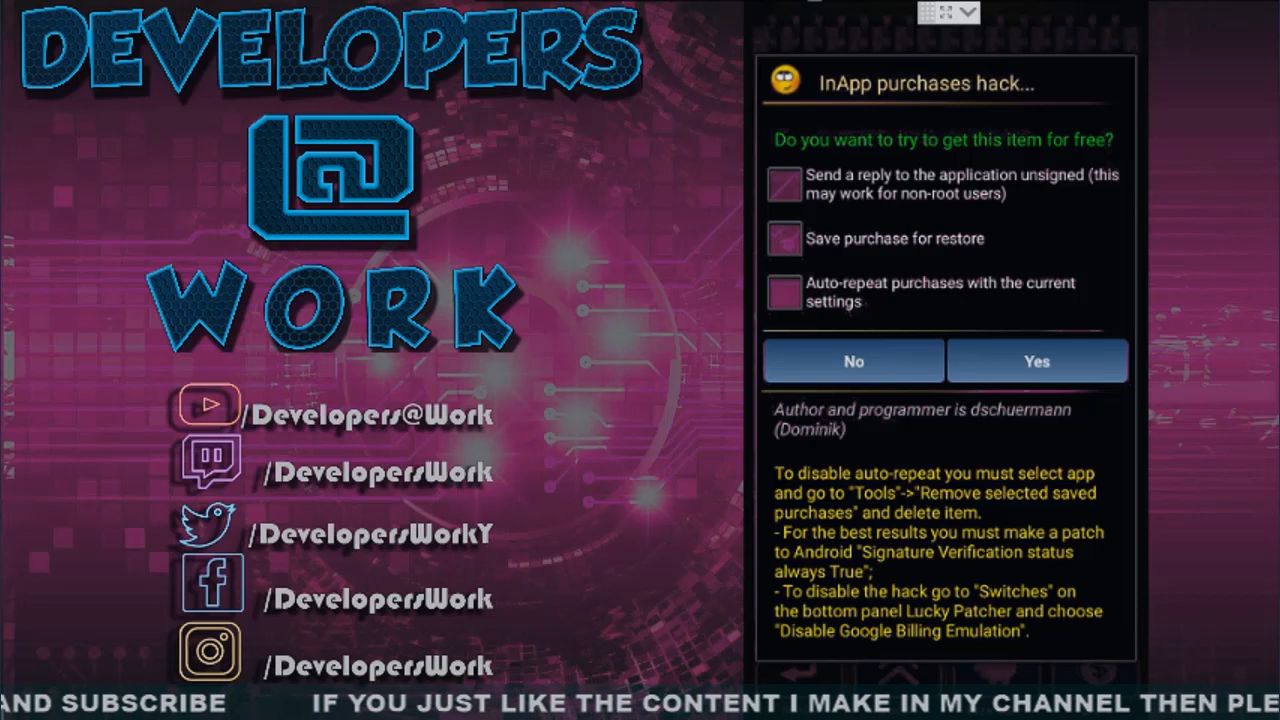 DEVELOPERS
@
WORK
/Developers@Work
/DevelopersWork
/DevelopersWorkY
/DevelopersWork
/DevelopersWork
InApp purchases hack...
Do you want to try to get this item for free?
Send a reply to the application unsigned (this
may work for non-root users)
Save purchase for restore
Auto-repeat purchases with the current
settings
No
Yes
Author and programmer is dschuermann
(Dominik)
To disable auto-repeat you must select app
and go to "Tools"->"Remove selected saved
purchases" and delete item.
- For the best results you must make a patch
to Android "Signature Verification status
always True";
- To disable the hack go to "Switches" on
the bottom panel Lucky Patcher and choose
"Disable Google Billing Emulation".
AND SUBSCRIBE IF YOU JUST LIKE THE CONTENT I MAKE IN MY CHANNEL THEN PLE